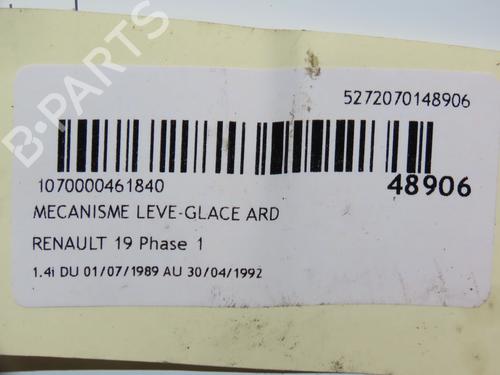 5272070148906
1070000461840
48906
MECANISME LEVE-GLACE ARD
RENAULT 19 Phase 1
1.4i DU 01/07/1989 AU 30/04/1992
B-PARTS